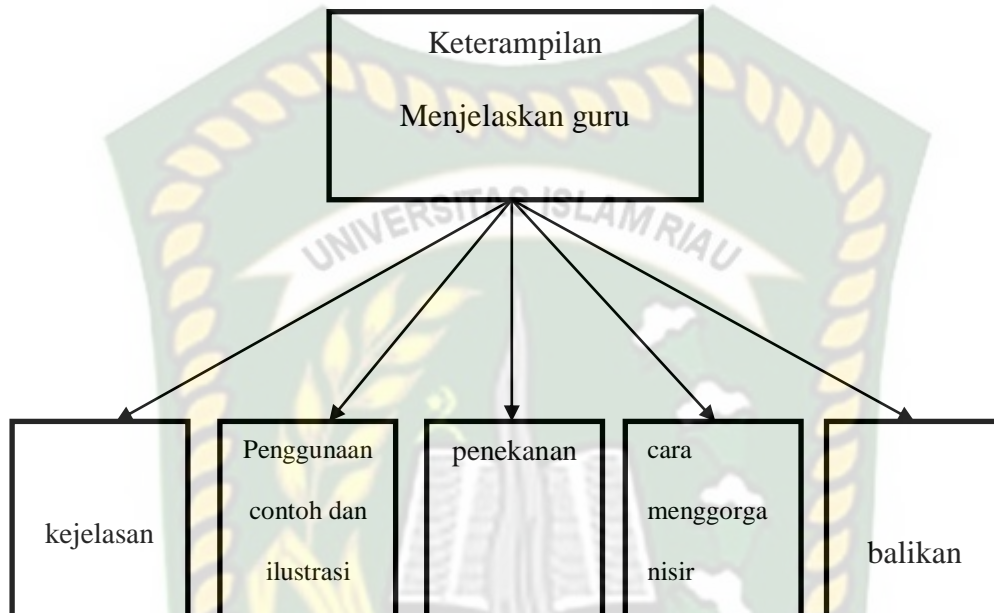 Keterampilan
Menjelaskan guru
UNIVERSITAS ISLAM RIAU
kejelasan
Penggunaan
contoh dan
ilustrasi
penekanan
cara
menggorga
nisir
balikan